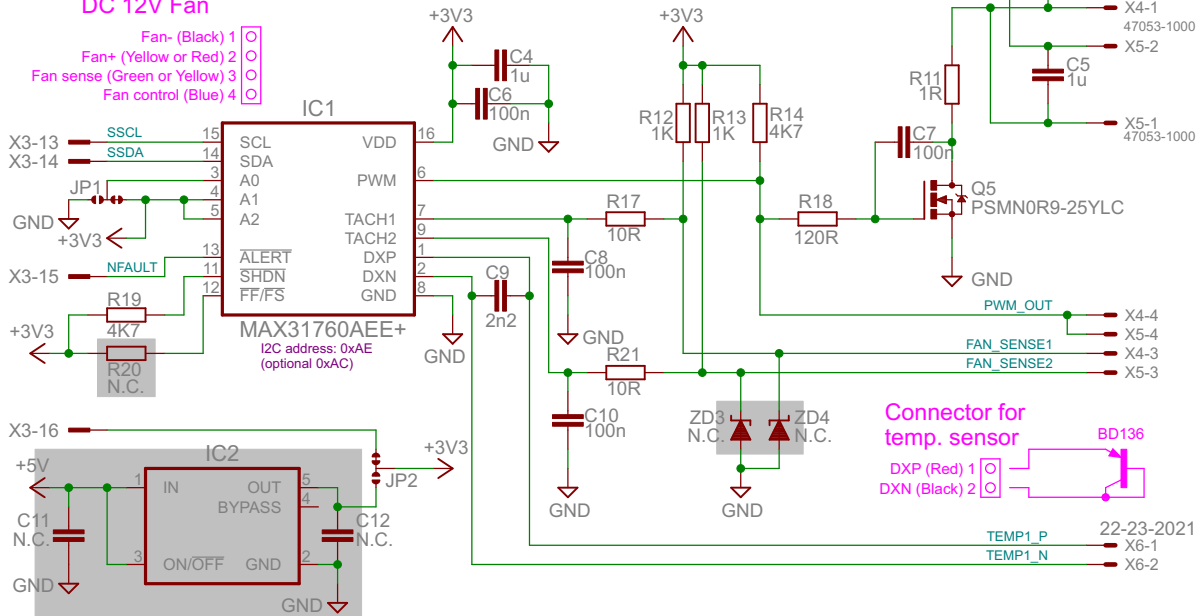 DC 12V Fan
Fan- (Black) 1
Fan+ (Yellow or Red) 2
Fan sense (Green or Yellow) 3
Fan control (Blue) 4
+3V3
C4
1u
C6
100n
GND
+3V3
R12
1K
R13
1K
R14
4K7
R11
1R
C7
100n
X4-1
47053-1000
X5-2
C5
1u
X5-1
47053-1000
Q5
PSMN0R9-25YLC
GND
IC1
X3-13
SSCL
15
SCL
X3-14
SSDA
14
SDA
3
A0
4
A1
5
A2
JP1
GND
+3V3
X3-15
NFAULT
13
ALERT
11
SHDN
12
FF/FS
VDD
16
PWM
6
TACH1
7
TACH2
9
DXP
1
DXN
2
GND
8
MAX31760AEE+
I2C address: 0xAE
(optional 0xAC)
R19
4K7
+3V3
R20
N.C.
GND
C9
2n2
R17
10R
C8
100n
GND
R18
120R
R21
10R
C10
100n
GND
PWM_OUT
X4-4
X5-4
FAN_SENSE1
X4-3
FAN_SENSE2
X5-3
ZD3
N.C.
ZD4
N.C.
GND
Connector for
temp. sensor
BD136
DXP (Red) 1
DXN (Black) 2
X3-16
+3V3
JP2
+5V
IC2
1
IN
OUT
5
BYPASS
4
3
ON/OFF
GND
2
C11
N.C.
C12
N.C.
GND
GND
22-23-2021
TEMP1_P
X6-1
TEMP1_N
X6-2